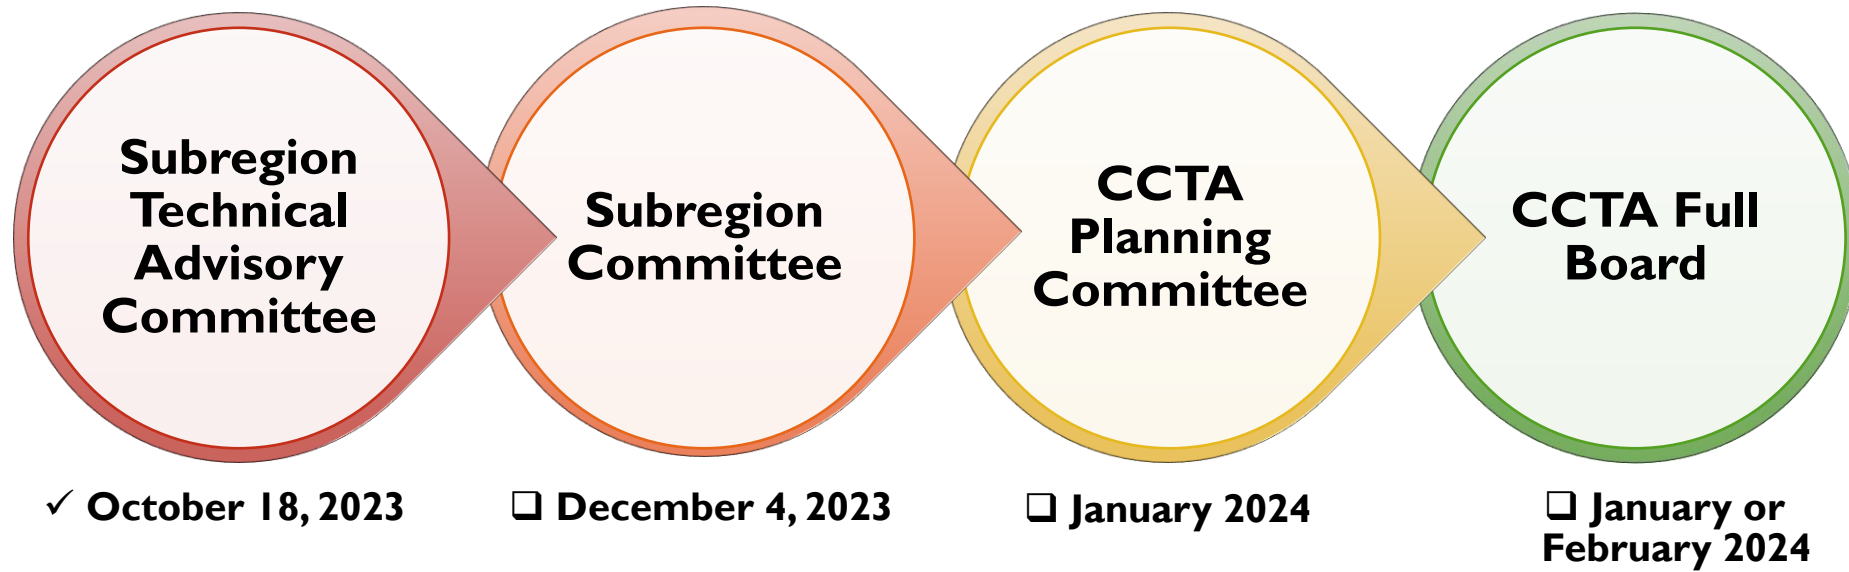 Subregion
Technical
Advisory
Committee
Subregion
Committee
CCTA
Planning
Committee
CCTA Full
Board
✓ October 18, 2023
❑ December 4, 2023
❑ January 2024
❑ January or
February 2024